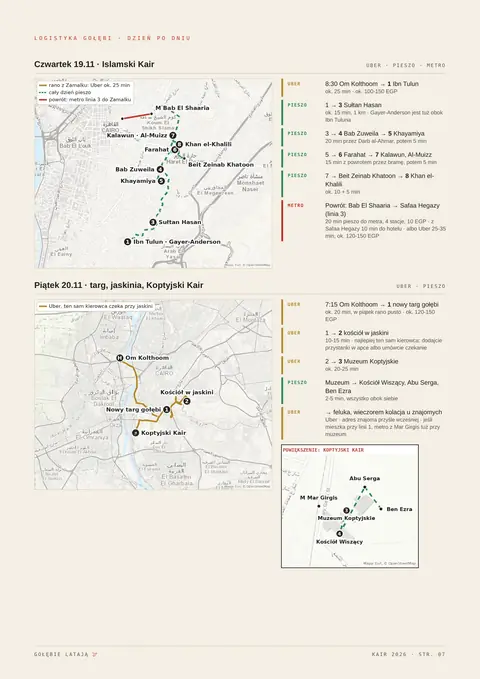 LOGISTYKA GOŁĘBI · DZIEŃ PO DNIU
Czwartek 19.11 · Islamski Kair
UBER · PIESZO · METRO
rano z Zamalku: Uber ok. 25 min
cały dzień pieszo
powrót: metro linia 3 do Zamalku
M Bab El Shaaria
CAIRO
Kalawun · Al-Muizz 7
8 Khan el-Khalili
Farahat 6
Beit Zeinab Khatoon
Bab Zuweila 4
Khayamiya 5
3 Sultan Hasan
1 Ibn Tulun · Gayer-Anderson
UBER
8:30 Om Kolthoom → 1 Ibn Tulun
ok. 25 min · ok. 100-150 EGP
PIESZO
1 → 3 Sultan Hasan
ok. 15 min, 1 km · Gayer-Anderson jest tuż obok
Ibn Tuluna
PIESZO
3 → 4 Bab Zuweila → 5 Khayamiya
20 min przez Darb al-Ahmar, potem 5 min
PIESZO
5 → 6 Farahat → 7 Kalawun, Al-Muizz
15 min z powrotem przez bramę, potem 5 min
PIESZO
7 → Beit Zeinab Khatoon → 8 Khan el-
Khalili
ok. 10 + 5 min
METRO
Powrót: Bab El Shaaria → Safaa Hegazy
(linia 3)
20 min pieszo do metra, 4 stacje, 10 EGP · z
Safaa Hegazy 10 min do hotelu · albo Uber 25-35
min, ok. 120-150 EGP
Piątek 20.11 · targ, jaskinia, Koptyjski Kair
UBER · PIESZO
Uber, ten sam kierowca czeka przy jaskini
H Om Kolthoom
CAIRO
Kościół w jaskini
2
Nowy targ gołębi 1
Koptyjski Kair
UBER
7:15 Om Kolthoom → 1 nowy targ gołębi
ok. 20 min, w piątek rano pusto · ok. 120-150
EGP
UBER
1 → 2 kościół w jaskini
10-15 min · najlepiej ten sam kierowca: dodajcie
przystanki w apce albo umówcie czekanie
UBER
2 → 3 Muzeum Koptyjskie
ok. 20-25 min
PIESZO
Muzeum → Kościół Wiszący, Abu Serga,
Ben Ezra
2-5 min, wszystko obok siebie
UBER
→ feluka, wieczorem kolacja u znajomych
Uber · adres znajoma przyśle wcześniej · jeśli
mieszka przy linii 1, metro z Mar Girgis tuż przy
muzeum
POWIĘKSZENIE: KOPTYJSKI KAIR
Abu Serga
M Mar Girgis
Ben Ezra
3
Muzeum Koptyjskie
4
Kościół Wiszący
GOŁĘBIE LATAJĄ
KAIR 2026 · STR. 07